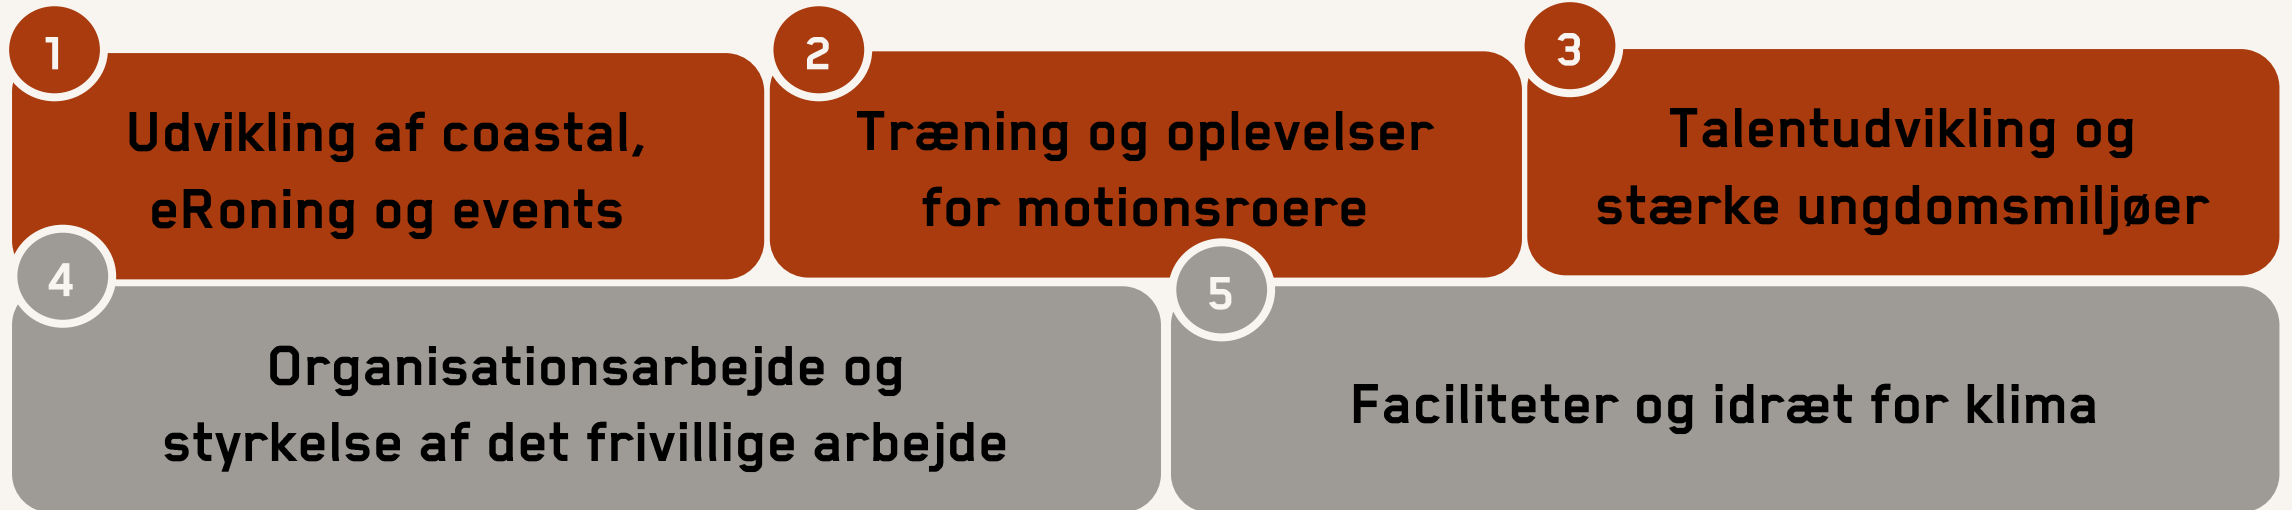 1
Udvikling af coastal,
eRoning og events
2
Træning og oplevelser
for motionsroere
3
Talentudvikling og
stærke ungdomsmiljøer
4
Organisationsarbejde og
styrkelse af det frivillige arbejde
5
Faciliteter og idræt for klima